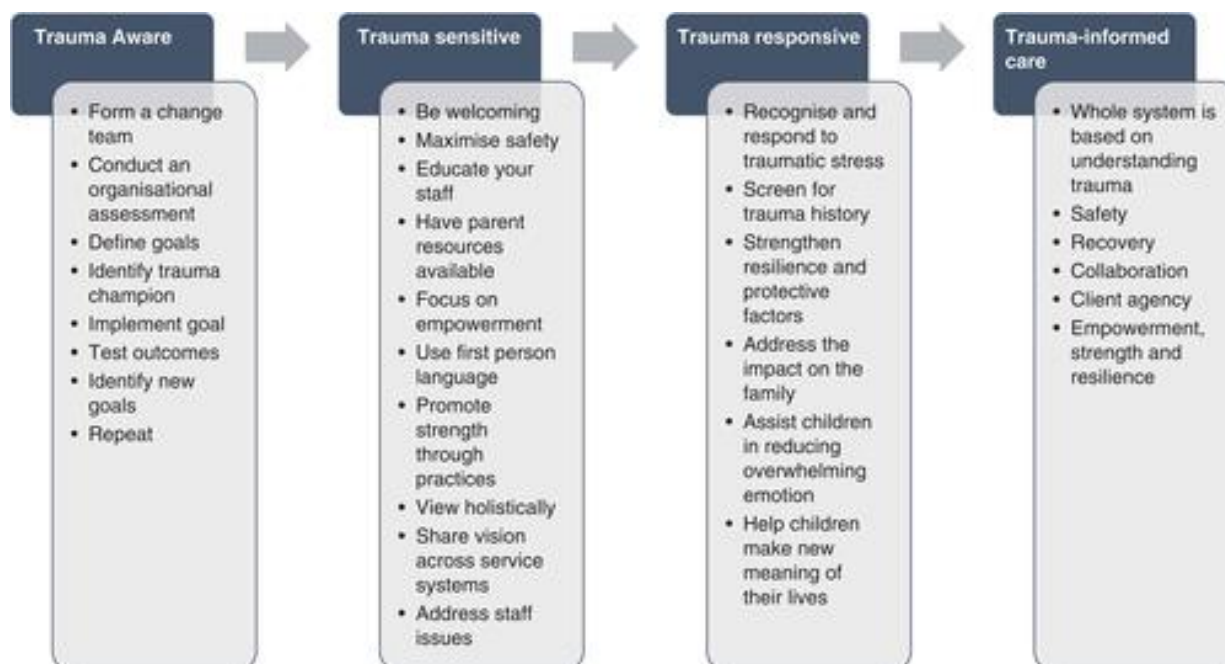 Trauma Aware
• Form a change
team
• Conduct an
organisational
assessment
• Define goals
• Identify trauma
champion
• Implement goal
• Test outcomes
• Identify new
goals
• Repeat
Trauma sensitive
• Be welcoming
• Maximise safety
• Educate your
staff
• Have parent
resources
available
• Focus on
empowerment
• Use first person
language
• Promote
strength
through
practices
• View holistically
• Share vision
across service
systems
• Address staff
issues
Trauma responsive
• Recognise and
respond to
traumatic stress
• Screen for
trauma history
• Strengthen
resilience and
protective
factors
• Address the
impact on the
family
• Assist children
in reducing
overwhelming
emotion
• Help children
make new
meaning of
their lives
Trauma-informed
care
• Whole system is
based on
understanding
trauma
• Safety
• Recovery
• Collaboration
• Client agency
• Empowerment,
strength and
resilience